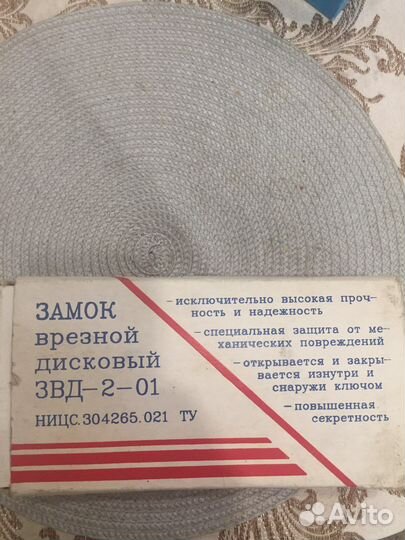 ЗАМОК
врезной
дисковый
ЗВД-2-01
НИЦС.304265.021 ТУ
-исключительно высокая проч-
ность и надежность
-специальная защита от ме-
ханических повреждений
-открывается и закры-
вается изнутри и
снаружи ключом
-повышенная
секретность
Avito